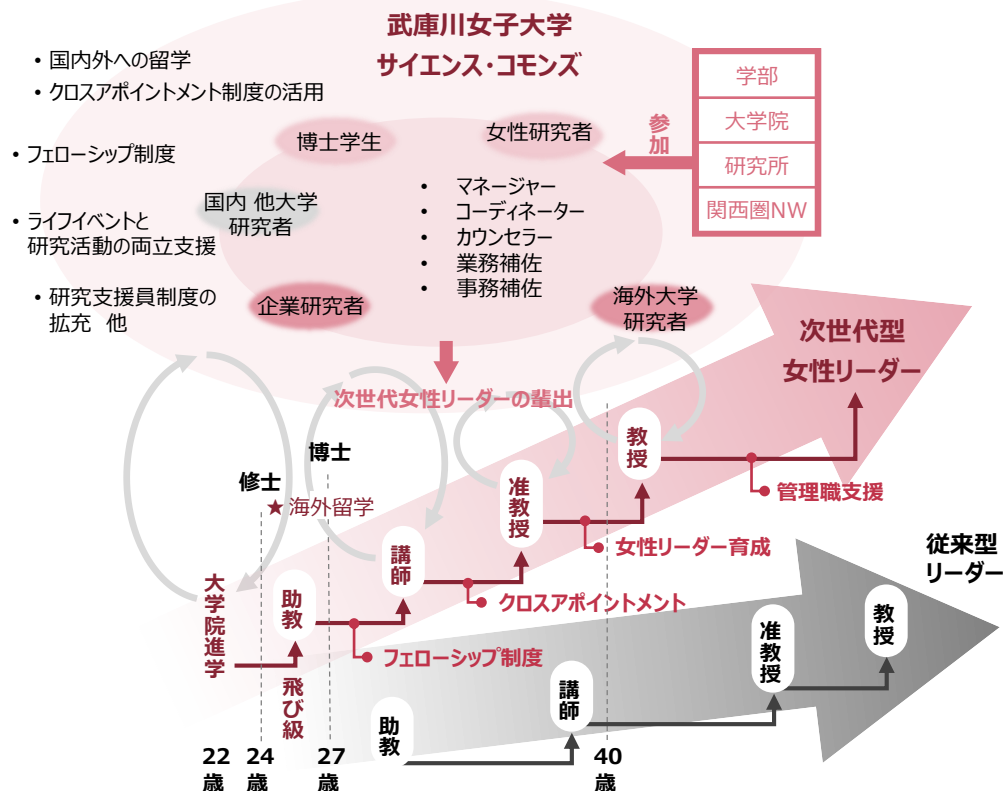 武庫川女子大学
サイエンス・コモンズ
• 国内外への留学
• クロスアポイントメント制度の活用
• フェローシップ制度
• ライフイベントと
研究活動の両立支援
• 研究支援員制度の
拡充 他
博士学生
女性研究者
国内 他大学
研究者
企業研究者
海外大学
研究者
• マネージャー
• コーディネーター
• カウンセラー
• 業務補佐
• 事務補佐
参加
学部
大学院
研究所
関西圏NW
次世代女性リーダーの輩出
次世代型
女性リーダー
修士
博士
★ 海外留学
大学院進学
助教
飛び級
講師
准教授
教授
フェローシップ制度
クロスアポイントメント
女性リーダー育成
管理職支援
従来型
リーダー
助教
講師
准教授
教授
22
歳
24
歳
27
歳
40
歳